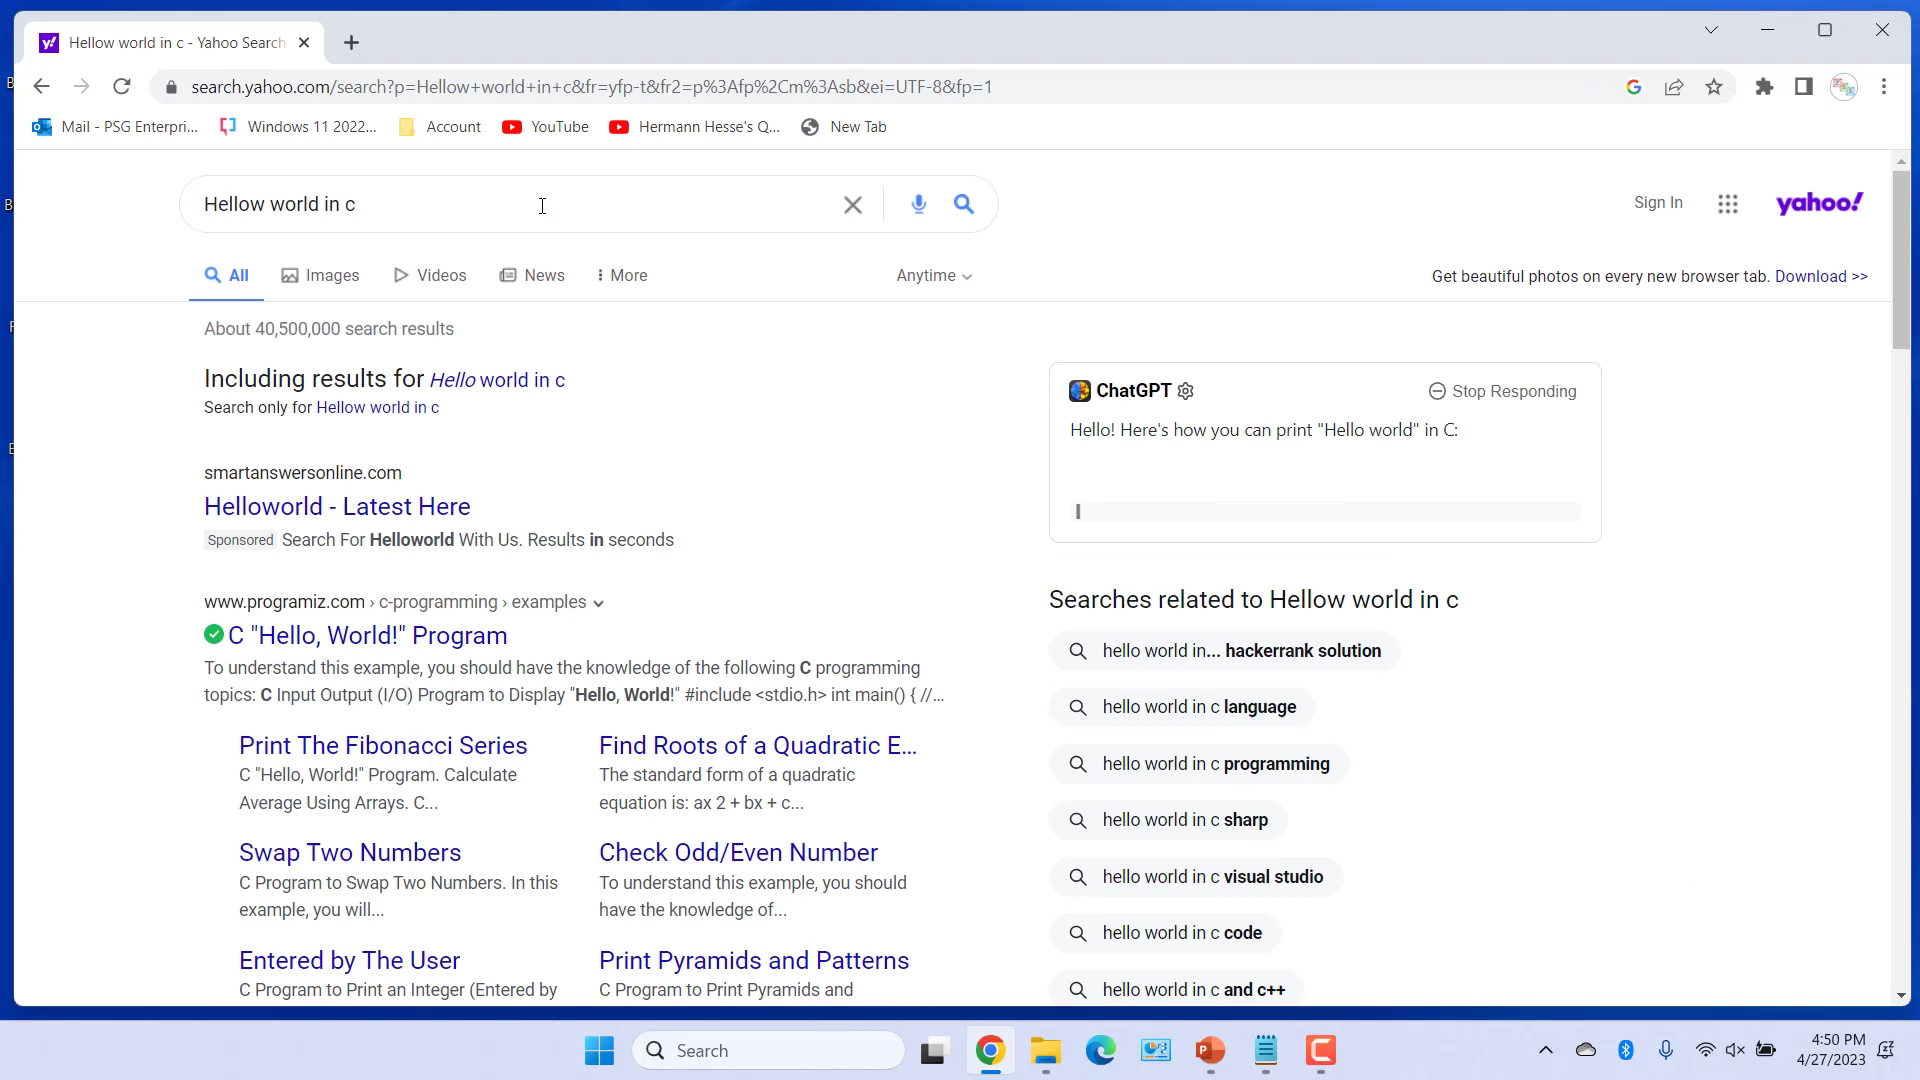 Hellow world in c - Yahoo Search
search.yahoo.com/search?p=Hellow+world+in+c&fr=yfp-t&fr2=p%3Afp%2Cm%3Asb&ei=UTF-8&fp=1
Mail - PSG Enterpri...
Windows 11 2022...
Account
YouTube
Hermann Hesse's Q...
New Tab
Hellow world in c
Sign In
yahoo!
All
Images
Videos
News
More
Anytime
Get beautiful photos on every new browser tab. Download >>
About 40,500,000 search results
Including results for Hello world in c
Search only for Hellow world in c
smartanswersonline.com
Helloworld - Latest Here
Sponsored Search For Helloworld With Us. Results in seconds
www.programiz.com › c-programming › examples
C "Hello, World!" Program
To understand this example, you should have the knowledge of the following C programming
topics: C Input Output (I/O) Program to Display "Hello, World!" #include <stdio.h> int main() { //...
Print The Fibonacci Series
C "Hello, World!" Program. Calculate
Average Using Arrays. C...
Find Roots of a Quadratic E...
The standard form of a quadratic
equation is: ax 2 + bx + c...
Swap Two Numbers
C Program to Swap Two Numbers. In this
example, you will...
Check Odd/Even Number
To understand this example, you should
have the knowledge of...
Entered by The User
C Program to Print an Integer (Entered by
Print Pyramids and Patterns
C Program to Print Pyramids and
ChatGPT
Stop Responding
Hello! Here's how you can print "Hello world" in C:
Searches related to Hellow world in c
hello world in... hackerrank solution
hello world in c language
hello world in c programming
hello world in c sharp
hello world in c visual studio
hello world in c code
hello world in c and c++
Search
4:50 PM
4/27/2023